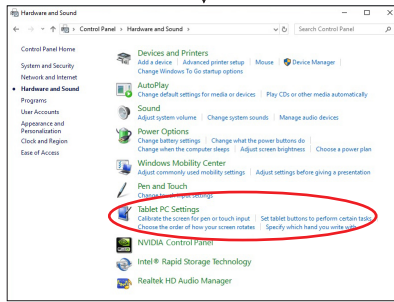 Hardware and Sound
Control Panel > Hardware and Sound >
Search Control Panel
Control Panel Home
System and Security
Network and Internet
Hardware and Sound
Programs
User Accounts
Appearance and
Personalization
Clock and Region
Ease of Access
Devices and Printers
Add a device | Advanced printer setup | Mouse | Device Manager |
Change Windows To Go startup options
AutoPlay
Change default settings for media or devices | Play CDs or other media automatically
Sound
Adjust system volume | Change system sounds | Manage audio devices
Power Options
Change battery settings | Change what the power buttons do |
Change when the computer sleeps | Adjust screen brightness | Choose a power plan
Windows Mobility Center
Adjust commonly used mobility settings | Adjust settings before giving a presentation
Pen and Touch
Change touch input settings
Tablet PC Settings
Calibrate the screen for pen or touch input | Set tablet buttons to perform certain tasks
Choose the order of how your screen rotates | Specify which hand you write with
NVIDIA Control Panel
Intel® Rapid Storage Technology
Realtek HD Audio Manager